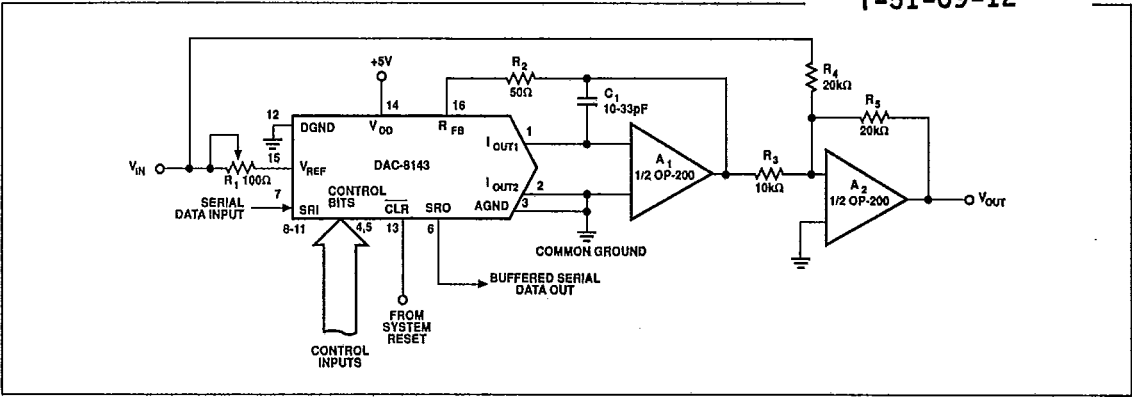 T-51-09-12
+5V
R2
50Ω
R4
20kΩ
C1
10-33pF
R5
20kΩ
12
14
16
DGND
VDD
RFB
1
IOUT1
15
VIN
VREF
DAC-8143
A1
1/2 OP-200
R3
10kΩ
R1 100Ω
IOUT2
2
A2
1/2 OP-200
VOUT
7
CONTROL
BITS
AGND
3
SERIAL
DATA INPUT
SRI
CLR
SRO
8-11
4,5
13
6
COMMON GROUND
BUFFERED SERIAL
DATA OUT
FROM
SYSTEM
RESET
CONTROL
INPUTS